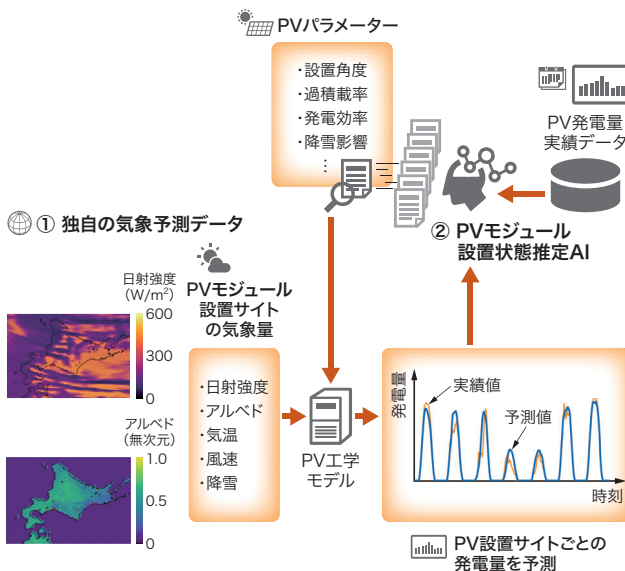 PVパラメーター
・設置角度
・過積載率
・発電効率
・降雪影響
⋮
PV発電量
実績データ
① 独自の気象予測データ
② PVモジュール
設置状態推定AI
日射強度
(W/m²)
600
300
0
アルベド
(無次元)
1.0
0.5
0
PVモジュール
設置サイト
の気象量
・日射強度
・アルベド
・気温
・風速
・降雪
PV工学
モデル
発電量
実績値
予測値
時刻
PV設置サイトごとの
発電量を予測